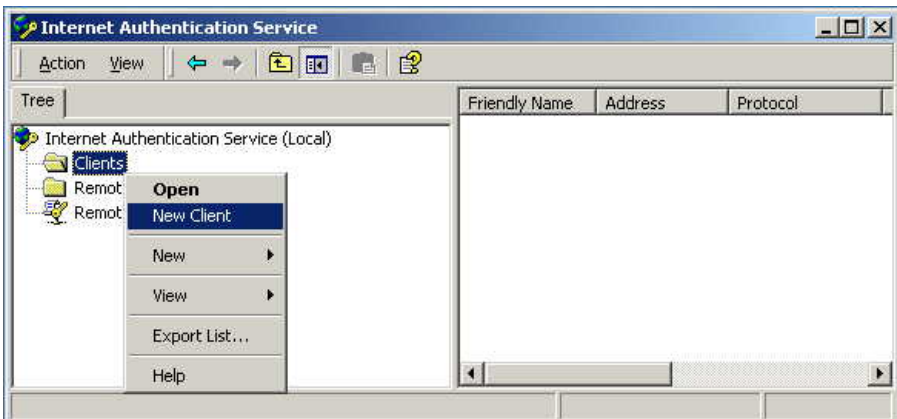 Internet Authentication Service
Action View
Tree
Friendly Name Address Protocol
Internet Authentication Service (Local)
Clients
Remot
Remot
Open
New Client
New
View
Export List...
Help